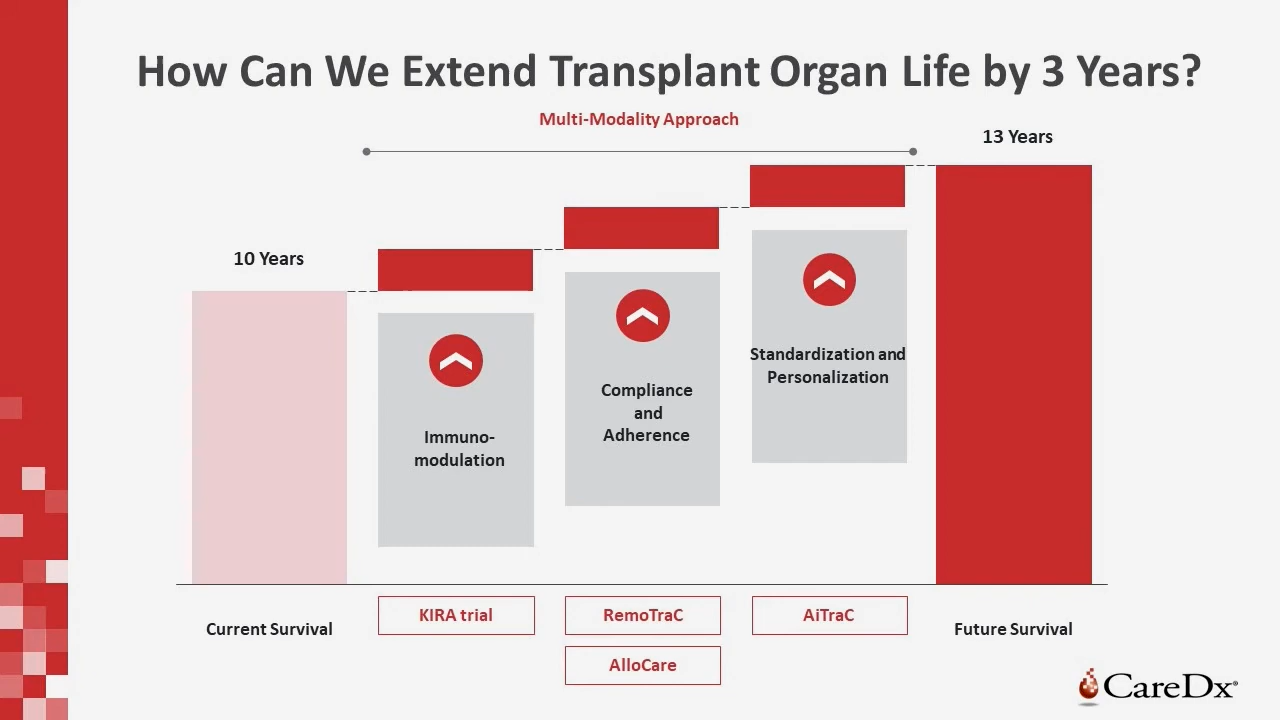 How Can We Extend Transplant Organ Life by 3 Years?
Multi-Modality Approach
13 Years
10 Years
Immuno-
modulation
Compliance
and
Adherence
Standardization and
Personalization
Current Survival
KIRA trial
RemoTraC
AlloCare
AiTraC
Future Survival
CareDx®